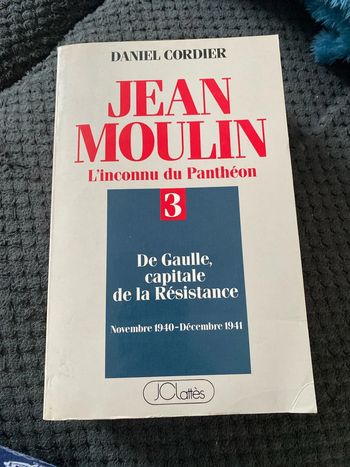 DANIEL CORDIER
JEAN
MOULIN
L'inconnu du Panthéon
3
De Gaulle,
capitale
de la Résistance
Novembre 1940-Décembre 1941
JCLattès